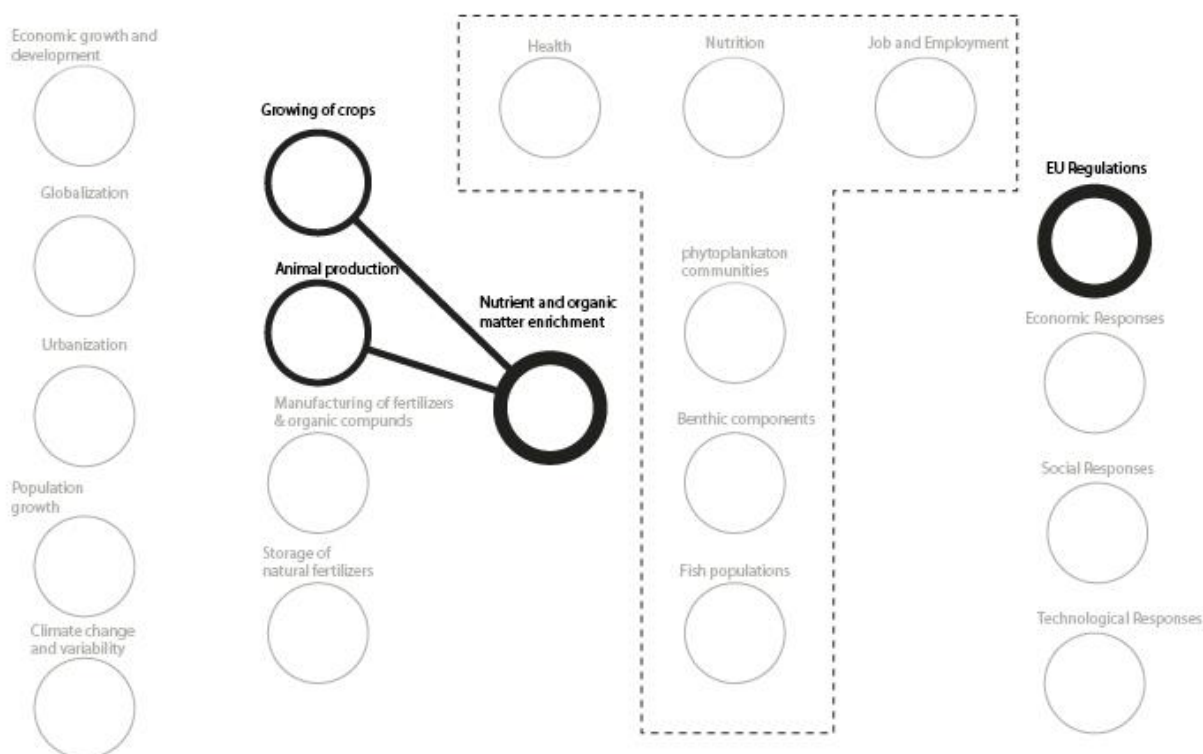 Economic growth and
development
Globalization
Urbanization
Population
growth
Climate change
and variability
Growing of crops
Animal production
Manufacturing of fertilizers
& organic compunds
Storage of
natural fertilizers
Nutrient and organic
matter enrichment
Health
Nutrition
Job and Employment
phytoplankaton
communities
Benthic components
Fish populations
EU Regulations
Economic Responses
Social Responses
Technological Responses